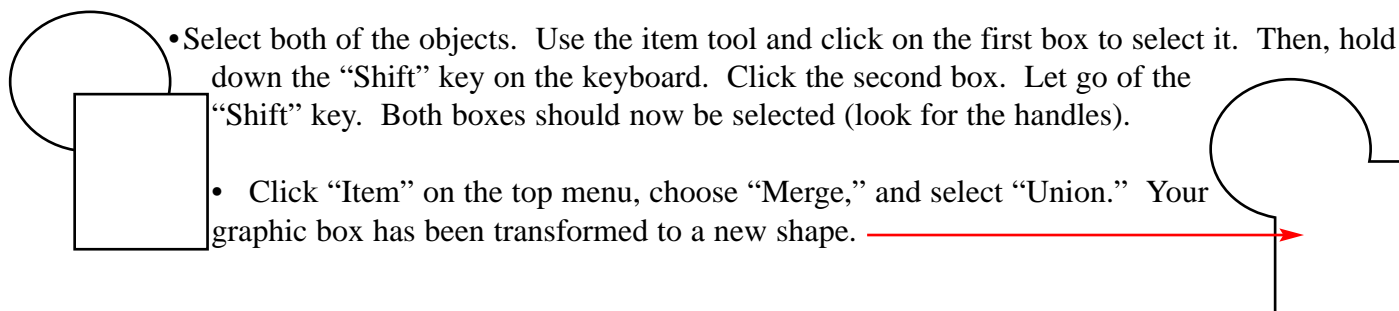 •Select both of the objects.  Use the item tool and click on the first box to select it.  Then, hold
down the “Shift” key on the keyboard.  Click the second box.  Let go of the
“Shift” key.  Both boxes should now be selected (look for the handles).
•   Click “Item” on the top menu, choose “Merge,” and select “Union.”  Your
graphic box has been transformed to a new shape.